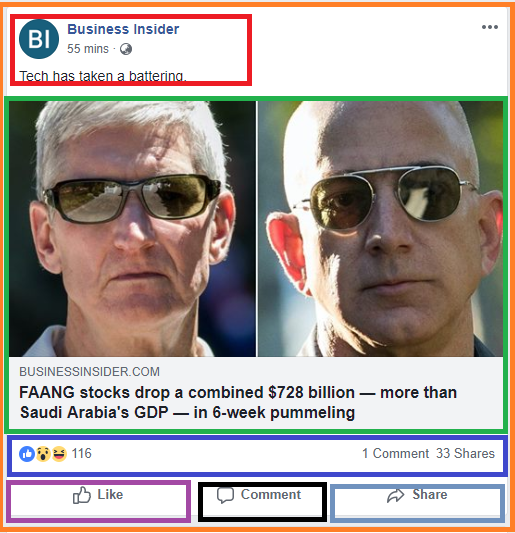 BI
Business Insider
55 mins ·
Tech has taken a battering.
BUSINESSINSIDER.COM
FAANG stocks drop a combined $728 billion — more than
Saudi Arabia's GDP — in 6-week pummeling
116 1 Comment 33 Shares
Like Comment Share